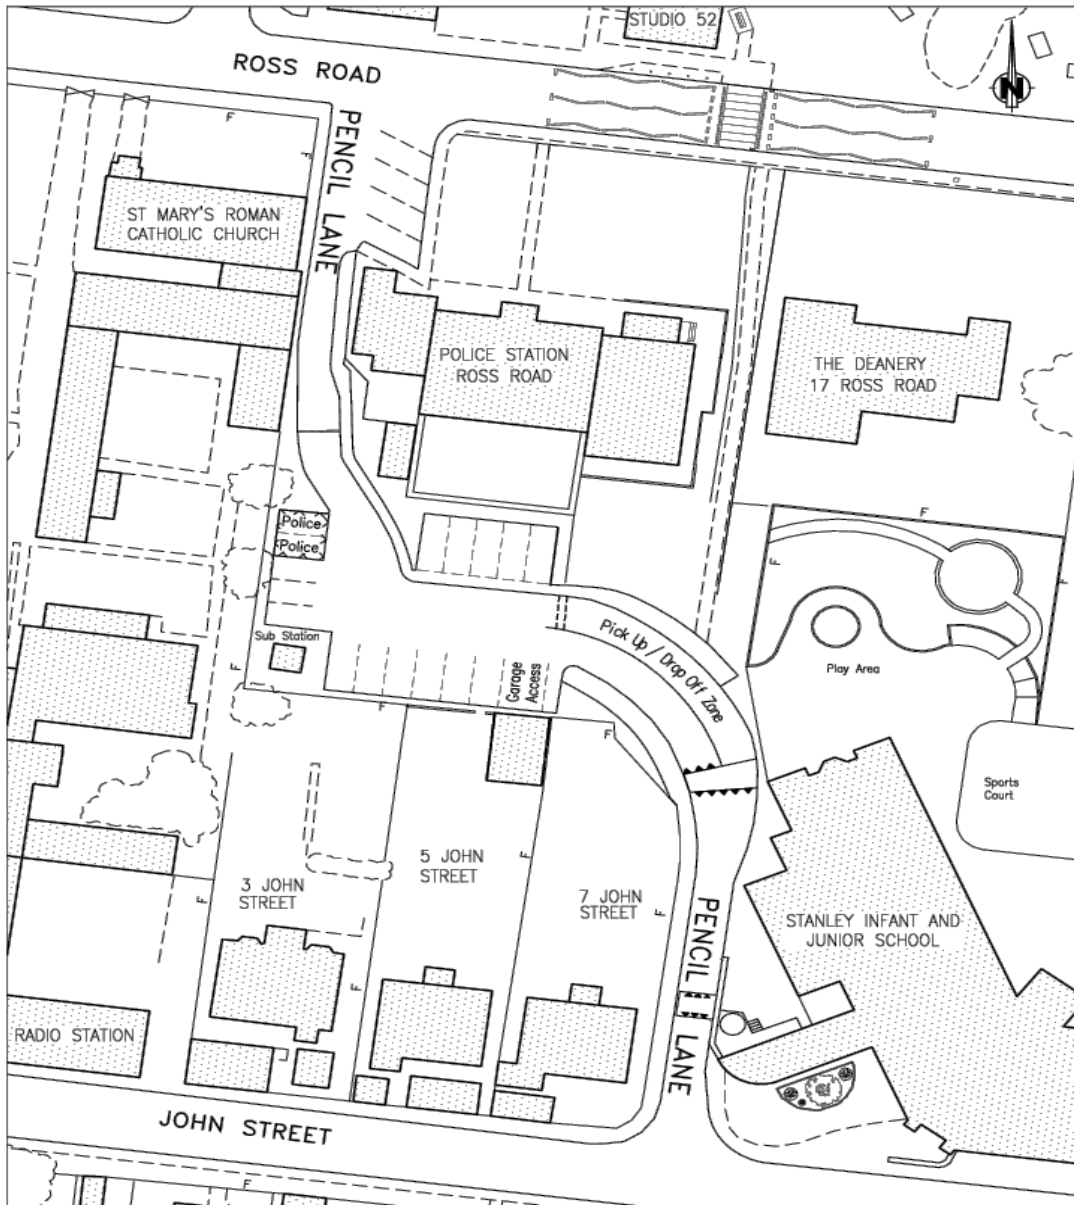 STUDIO 52
ROSS ROAD
N
PENCIL LANE
F
F
ST MARY'S ROMAN
CATHOLIC CHURCH
POLICE STATION
ROSS ROAD
THE DEANERY
17 ROSS ROAD
F
Police
Police
F
F
Sub Station
Pick Up / Drop Off Zone
Play Area
F
Garage
Access
F
F
Sports
Court
5 JOHN
STREET
F
3 JOHN
STREET
F
7 JOHN
STREET
F
PENCIL LANE
STANLEY INFANT AND
JUNIOR SCHOOL
F
RADIO STATION
JOHN STREET
F